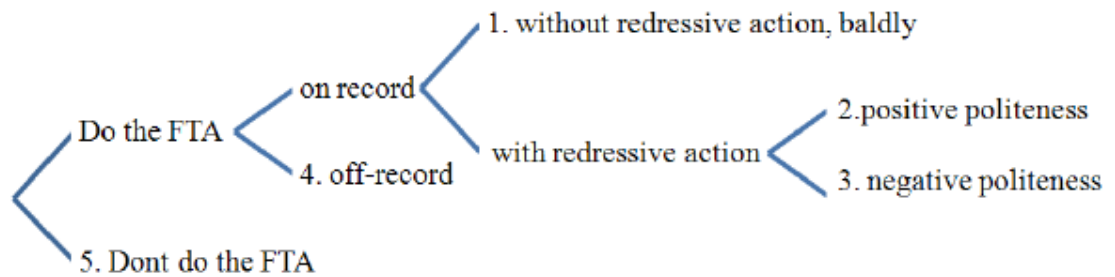 1. without redressive action, baldly
on record
2.positive politeness
Do the FTA
with redressive action
4. off-record
3. negative politeness
5. Dont do the FTA